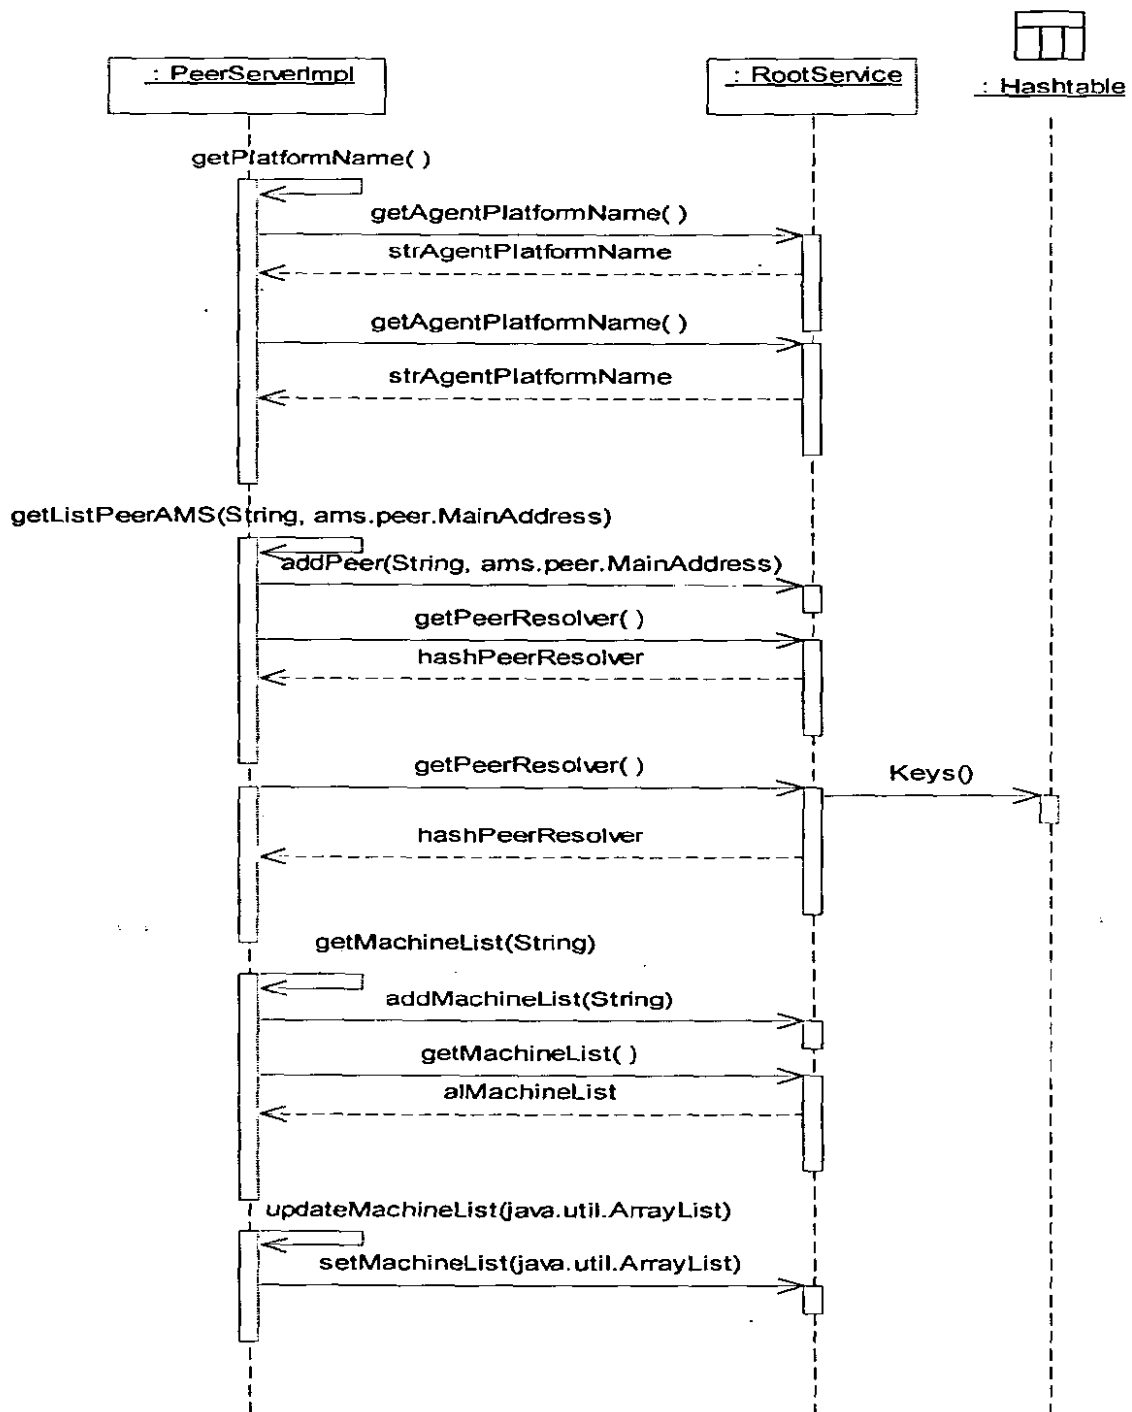 : PeerServerImpl
: RootService
: Hashtable
getPlatformName( )
getAgentPlatformName( )
strAgentPlatformName
getAgentPlatformName( )
strAgentPlatformName
getListPeerAMS(String, ams.peer.MainAddress)
addPeer(String, ams.peer.MainAddress)
getPeerResolver( )
hashPeerResolver
getPeerResolver( )
Keys()
hashPeerResolver
getMachineList(String)
addMachineList(String)
getMachineList( )
alMachineList
updateMachineList(java.util.ArrayList)
setMachineList(java.util.ArrayList)